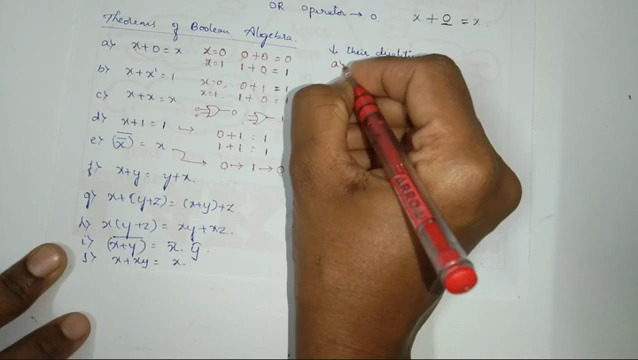 OR Operator → 0. x + 0 = x.
Theorems of Boolean Algebra.
a) x+0 = x x=0 0+0 = 0
x=1 1+0 = 1
b) x + x' = 1 x=0 0+1 = 1
c) x+x = x x=1 1+0 =
d) x+1 = 1 → 0+1 = 1
1+1 = 1
e) (x̿) = x → 0 → 1 → 0
f) x+y = y+x.
g) x+(y+z) = (x+y)+z
h) x(y+z) = xy + xz.
i) (x̅+̅y̅) = x̅. y̅.
j) x + xy = x.
↓ their
a)
ARROW